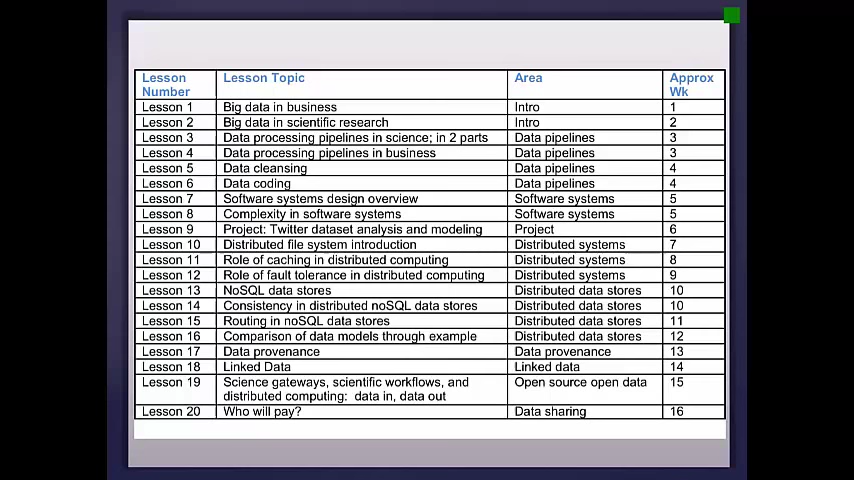 Lesson Number Lesson Topic Area Approx Wk
Lesson 1 Big data in business Intro 1
Lesson 2 Big data in scientific research Intro 2
Lesson 3 Data processing pipelines in science; in 2 parts Data pipelines 3
Lesson 4 Data processing pipelines in business Data pipelines 3
Lesson 5 Data cleansing Data pipelines 4
Lesson 6 Data coding Data pipelines 4
Lesson 7 Software systems design overview Software systems 5
Lesson 8 Complexity in software systems Software systems 5
Lesson 9 Project: Twitter dataset analysis and modeling Project 6
Lesson 10 Distributed file system introduction Distributed systems 7
Lesson 11 Role of caching in distributed computing Distributed systems 8
Lesson 12 Role of fault tolerance in distributed computing Distributed systems 9
Lesson 13 NoSQL data stores Distributed data stores 10
Lesson 14 Consistency in distributed noSQL data stores Distributed data stores 10
Lesson 15 Routing in noSQL data stores Distributed data stores 11
Lesson 16 Comparison of data models through example Distributed data stores 12
Lesson 17 Data provenance Data provenance 13
Lesson 18 Linked Data Linked data 14
Lesson 19 Science gateways, scientific workflows, and Open source open data 15
distributed computing: data in, data out
Lesson 20 Who will pay? Data sharing 16